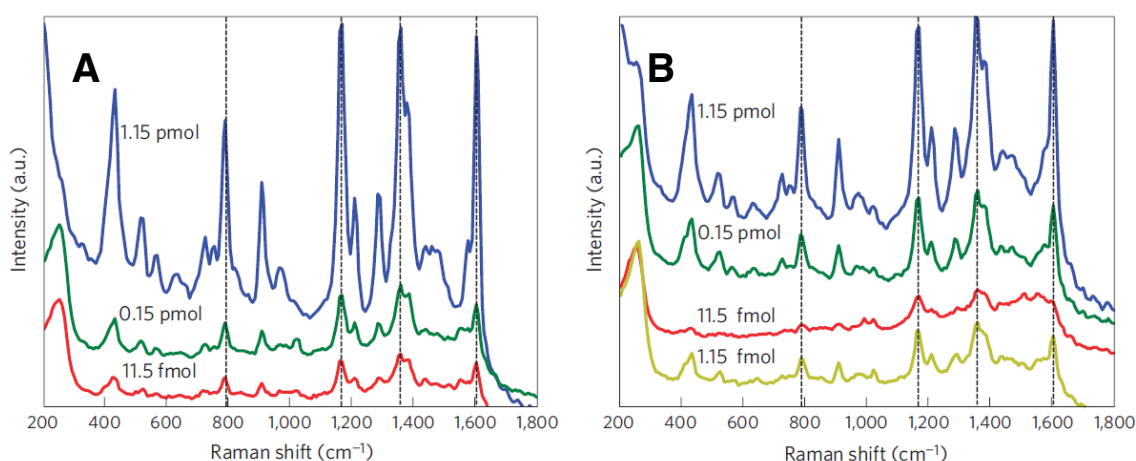 A
1.15 pmol
0.15 pmol
11.5 fmol
Intensity (a.u.)
200 400 600 800 1,000 1,200 1,400 1,600 1,800
Raman shift (cm⁻¹)
B
1.15 pmol
0.15 pmol
11.5 fmol
1.15 fmol
Intensity (a.u.)
200 400 600 800 1,000 1,200 1,400 1,600 1,800
Raman shift (cm⁻¹)